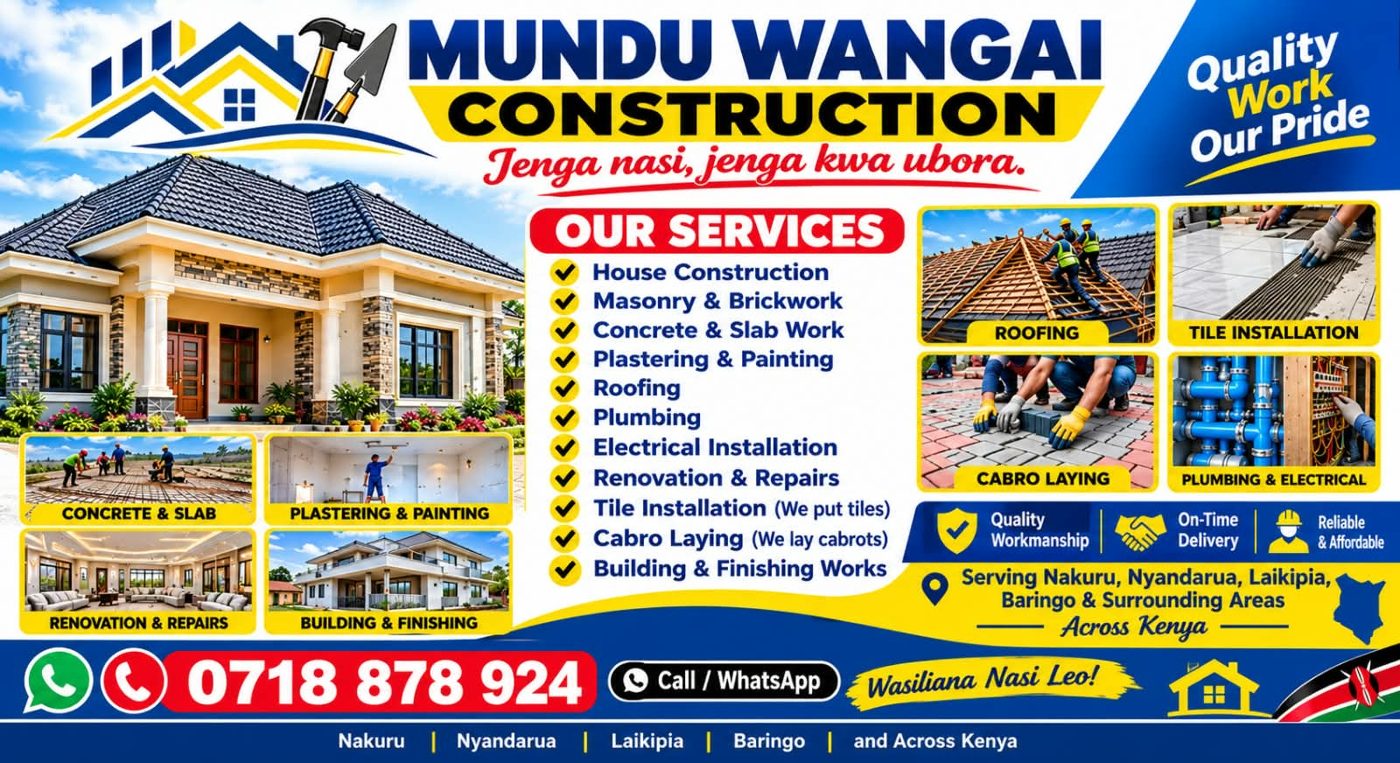 MUNDU WANGAI
CONSTRUCTION
Jenga nasi, jenga kwa ubora.
Quality
Work
Our Pride
OUR SERVICES
House Construction
Masonry & Brickwork
Concrete & Slab Work
Plastering & Painting
Roofing
Plumbing
Electrical Installation
Renovation & Repairs
Tile Installation (We put tiles)
Cabro Laying (We lay cabrots)
Building & Finishing Works
ROOFING
TILE INSTALLATION
CABRO LAYING
PLUMBING & ELECTRICAL
CONCRETE & SLAB
PLASTERING & PAINTING
RENOVATION & REPAIRS
BUILDING & FINISHING
Quality
Workmanship
On-Time
Delivery
Reliable
& Affordable
Serving Nakuru, Nyandarua, Laikipia,
Baringo & Surrounding Areas
Across Kenya
0718 878 924
Call / WhatsApp
Wasiliana Nasi Leo!
Nakuru | Nyandarua | Laikipia | Baringo | and Across Kenya